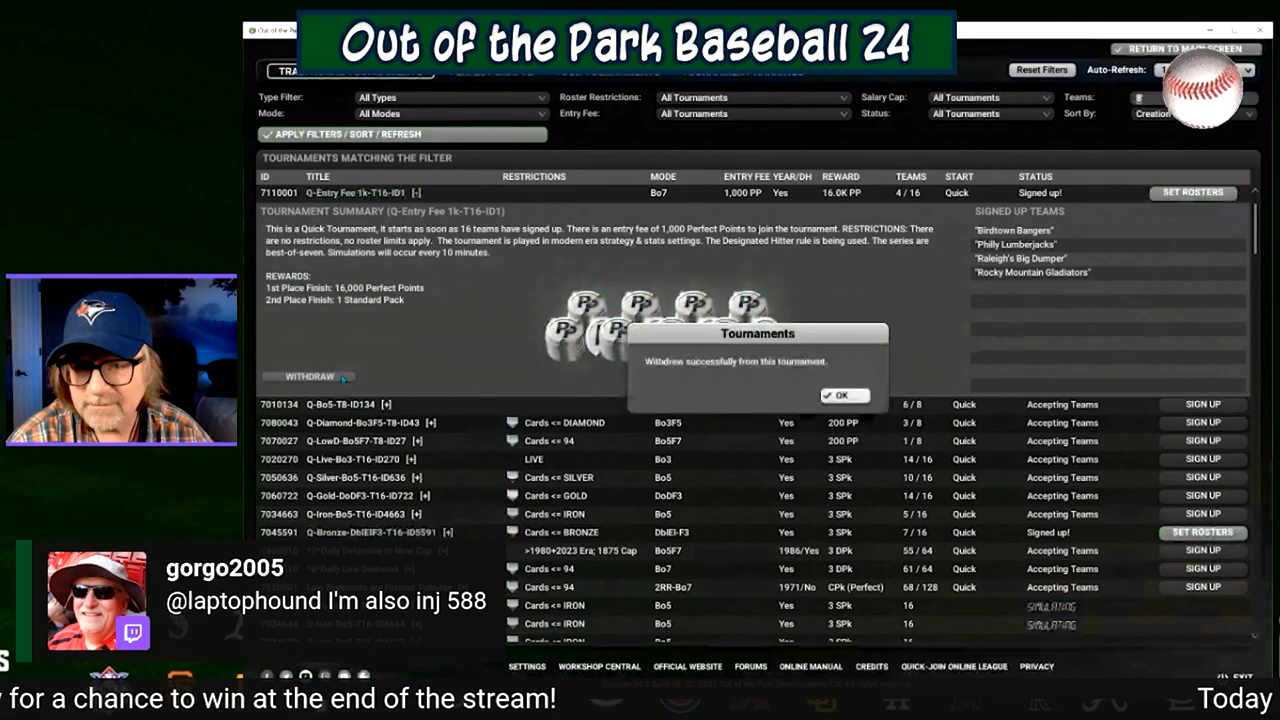 Out of the Park Baseball 24
RETURN TO MAIN SCREEN
Reset Filters Auto-Refresh:
Type Filter: All Types Roster Restrictions: All Tournaments Salary Cap: All Tournaments Teams:
Mode: All Modes Entry Fee: All Tournaments Status: All Tournaments Sort By: Creation
APPLY FILTERS / SORT / REFRESH
TOURNAMENTS MATCHING THE FILTER
ID TITLE RESTRICTIONS MODE ENTRY FEE YEAR/DH REWARD TEAMS START STATUS
7110001 Q-Entry Fee 1k-T16-ID1 [-] Bo7 1,000 PP Yes 16.0K PP 4 / 16 Quick Signed up! SET ROSTERS
TOURNAMENT SUMMARY (Q-Entry Fee 1k-T16-ID1)
This is a Quick Tournament, it starts as soon as 16 teams have signed up. There is an entry fee of 1,000 Perfect Points to join the tournament. RESTRICTIONS: There
are no restrictions, no roster limits apply. The tournament is played in modern era strategy & stats settings. The Designated Hitter rule is being used. The series are
best-of-seven. Simulations will occur every 10 minutes.
REWARDS:
1st Place Finish: 16,000 Perfect Points
2nd Place Finish: 1 Standard Pack
SIGNED UP TEAMS
"Birdtown Bangers"
"Philly Lumberjacks"
"Raleigh's Big Dumper"
"Rocky Mountain Gladiators"
Tournaments
Withdrew successfully from this tournament.
OK
WITHDRAW
7010134 Q-Bo5-T8-ID134 [+] 6 / 8 Quick Accepting Teams SIGN UP
7080043 Q-Diamond-Bo3F5-T8-ID43 [+] Cards <= DIAMOND Bo3F5 Yes 200 PP 3 / 8 Quick Accepting Teams SIGN UP
7070027 Q-LowD-Bo5F7-T8-ID27 [+] Cards <= 94 Bo5F7 Yes 200 PP 1 / 8 Quick Accepting Teams SIGN UP
7020270 Q-Live-Bo3-T16-ID270 [+] LIVE Bo3 Yes 3 SPk 14 / 16 Quick Accepting Teams SIGN UP
7050636 Q-Silver-Bo5-T16-ID636 [+] Cards <= SILVER Bo5 Yes 3 SPk 10 / 16 Quick Accepting Teams SIGN UP
7060722 Q-Gold-DoDF3-T16-ID722 [+] Cards <= GOLD DoDF3 Yes 3 SPk 14 / 16 Quick Accepting Teams SIGN UP
7034663 Q-Iron-Bo5-T16-ID4663 [+] Cards <= IRON Bo5 Yes 3 SPk 5 / 16 Quick Accepting Teams SIGN UP
7045591 Q-Bronze-DblElF3-T16-ID5591 [+] Cards <= BRONZE DblEl-F3 Yes 3 SPk 7 / 16 Quick Signed up! SET ROSTERS
>1980+2023 Era; 1875 Cap Bo5F7 1986/Yes 3 DPk 55 / 64 Quick Accepting Teams SIGN UP
Cards <= 94 Bo7 Yes 3 DPk 61 / 64 Quick Accepting Teams SIGN UP
Cards <= 94 2RR-Bo7 1971/No CPk (Perfect) 68 / 128 Quick Accepting Teams SIGN UP
Cards <= IRON Bo5 Yes 3 SPk 16 SIMULATING
Cards <= IRON Bo5 Yes 3 SPk 16 SIMULATING
gorgo2005
@laptophound I'm also inj 588
SETTINGS WORKSHOP CENTRAL OFFICIAL WEBSITE FORUMS ONLINE MANUAL CREDITS QUICK-JOIN ONLINE LEAGUE PRIVACY
EXIT
for a chance to win at the end of the stream! Today